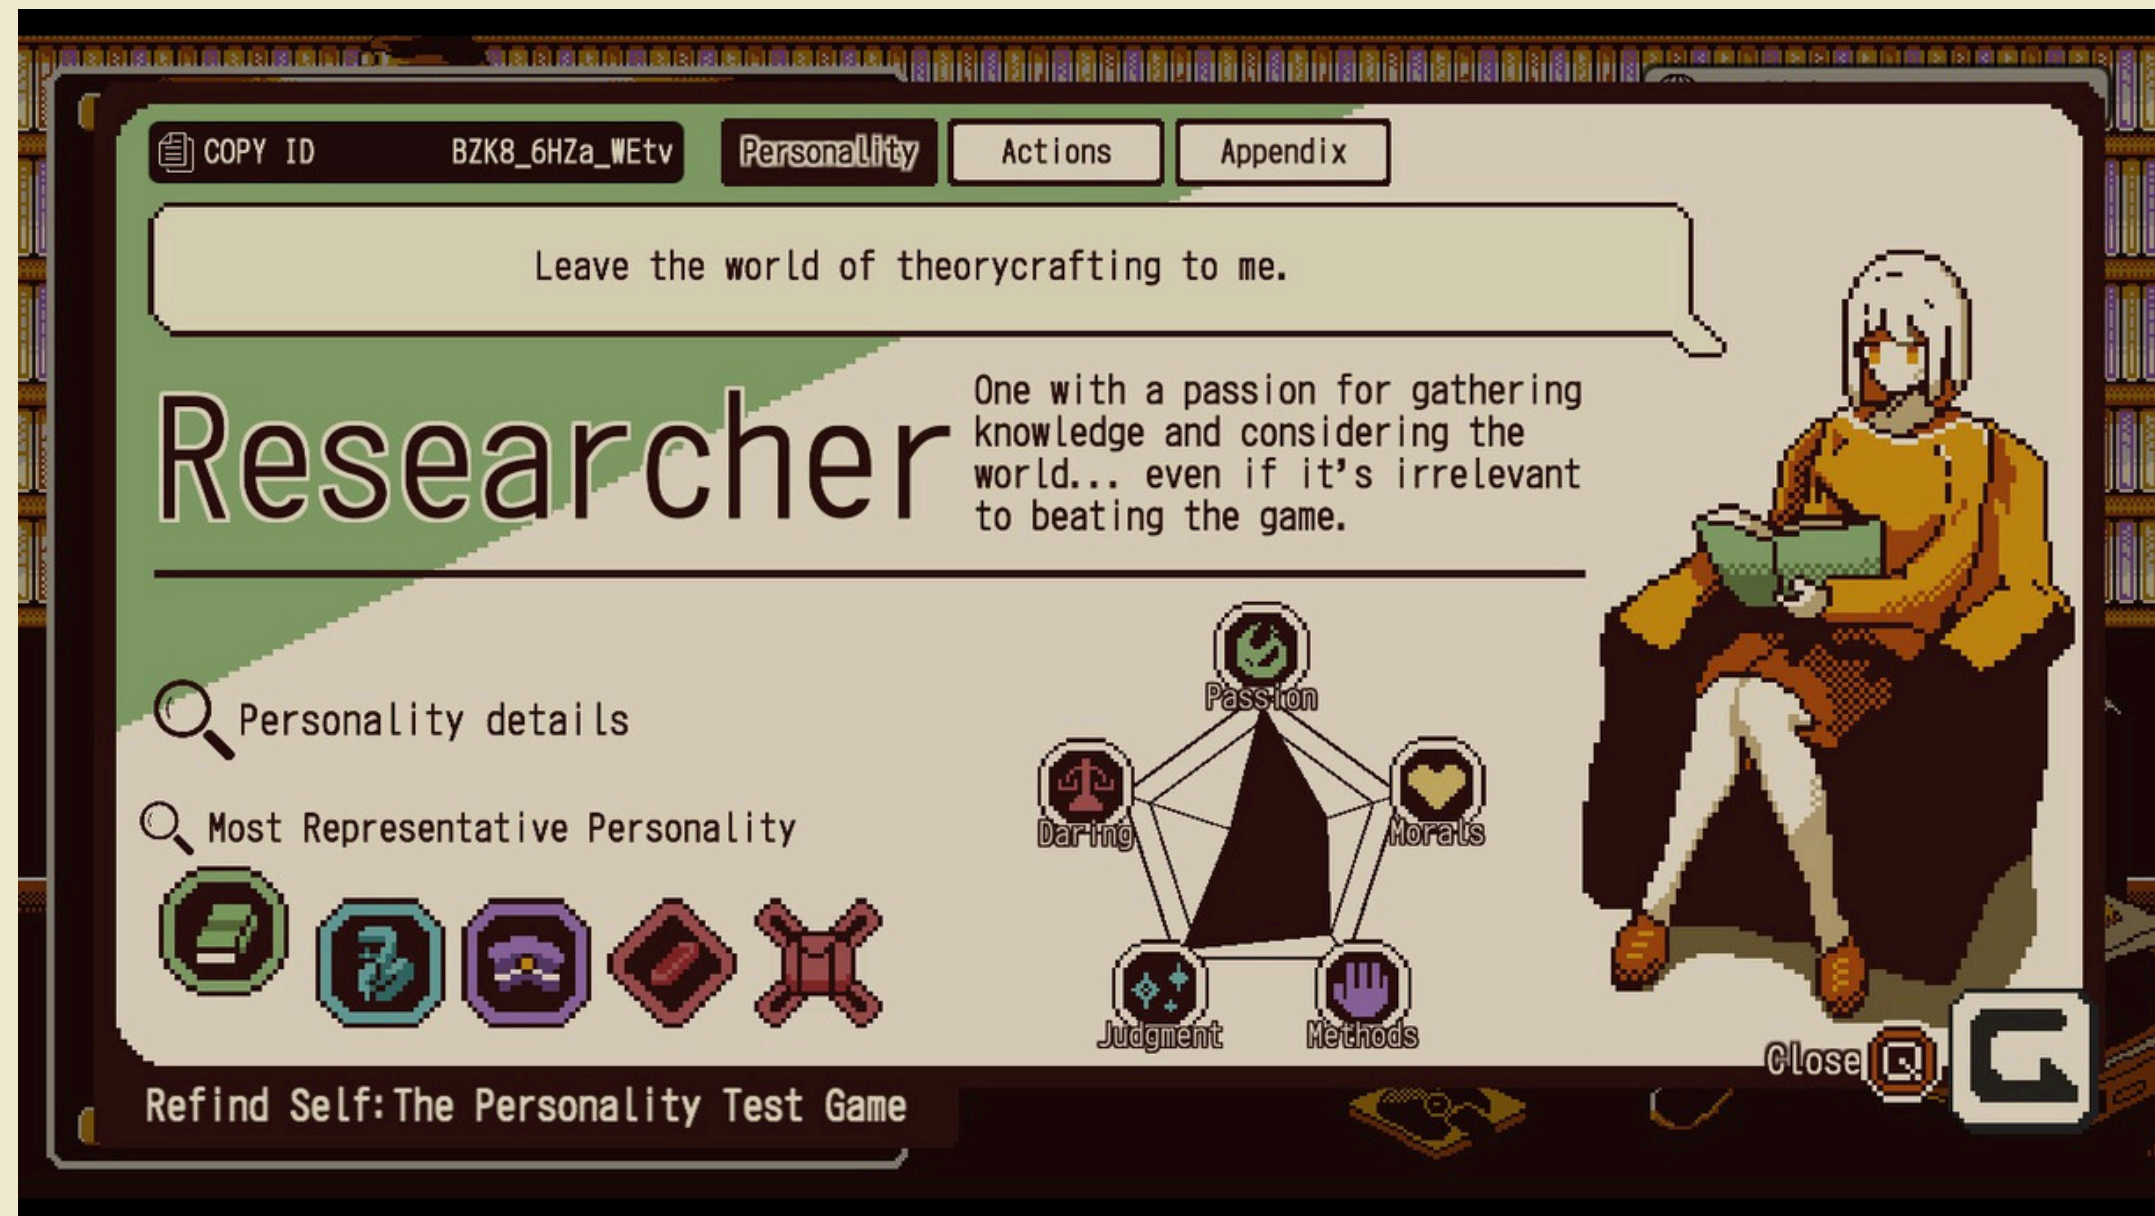 COPY ID BZK8_6HZa_WEtv
Personality
Actions
Appendix
Leave the world of theorycrafting to me.
Researcher
One with a passion for gathering
knowledge and considering the
world... even if it's irrelevant
to beating the game.
Personality details
Most Representative Personality
Passion
Daring
Morals
Judgment
Methods
Close
Refind Self:The Personality Test Game